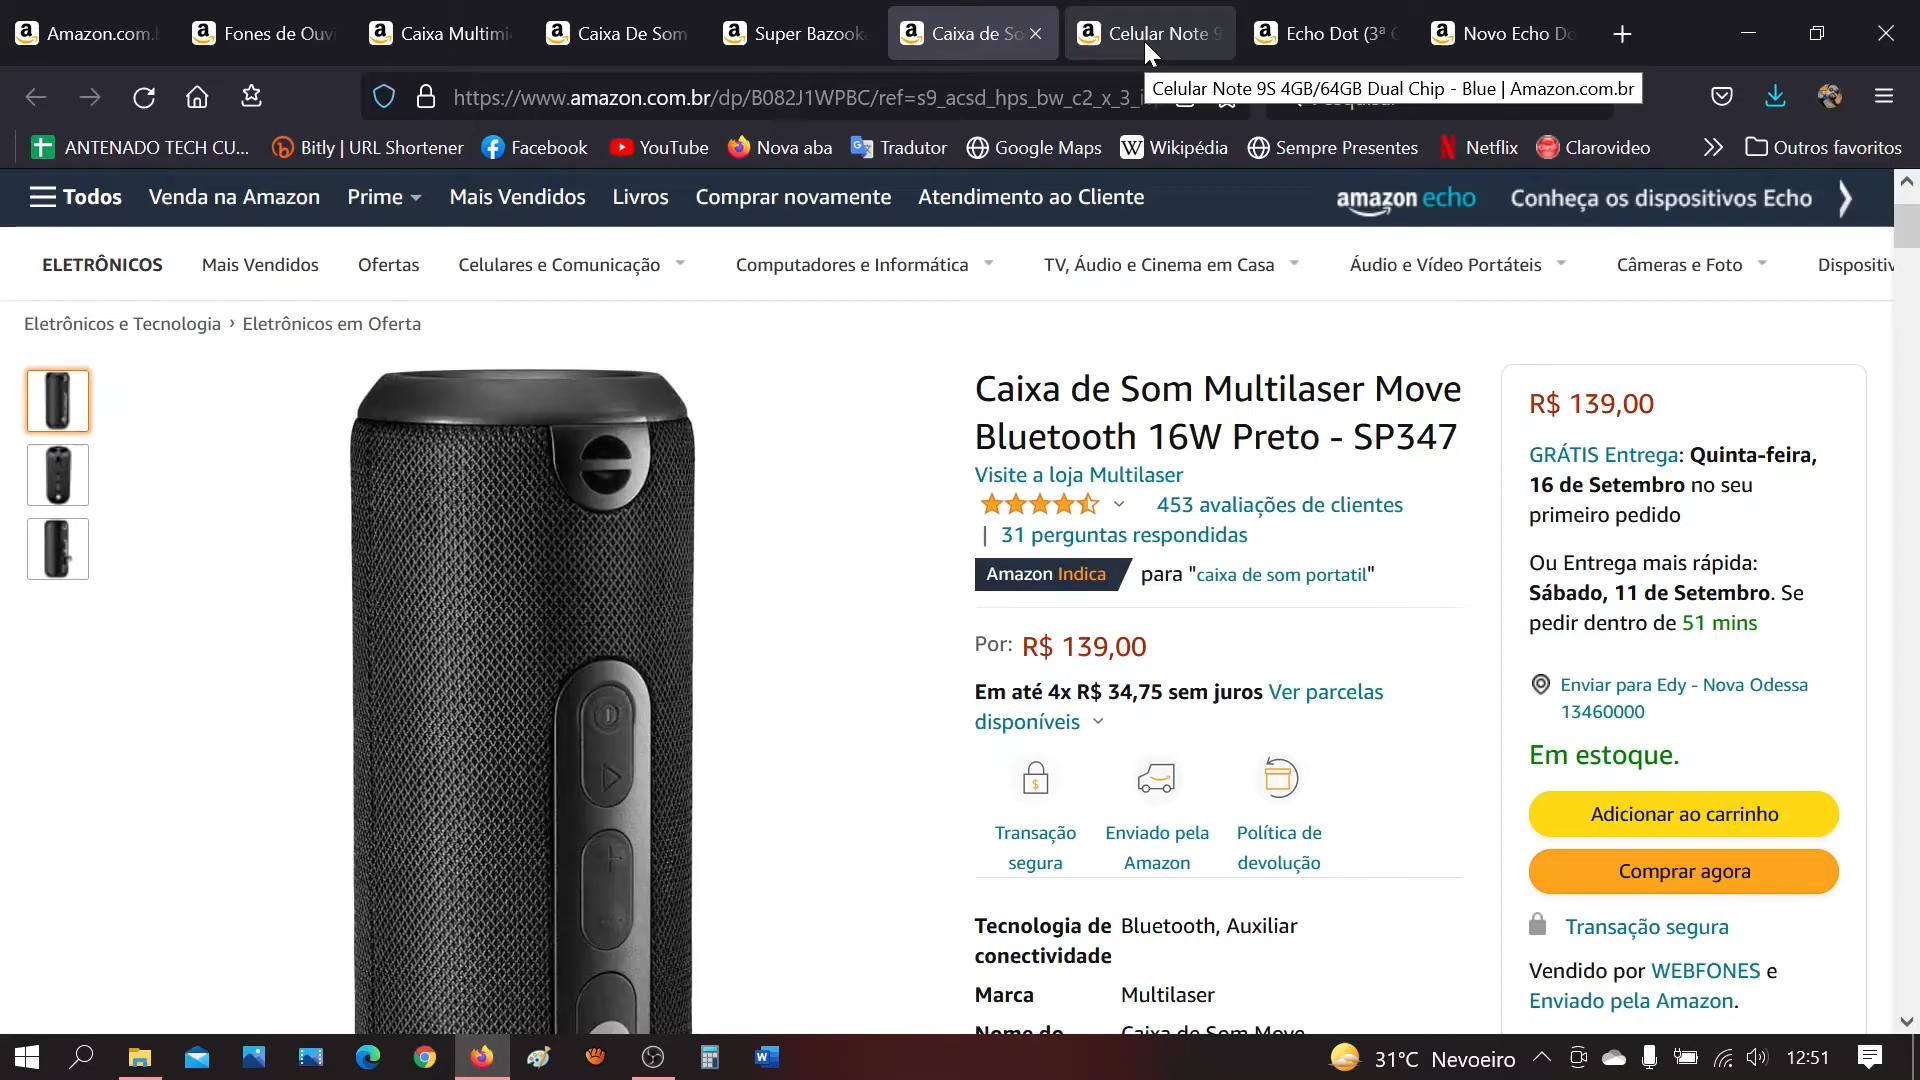 Amazon.com.b
Fones de Ouvi
Caixa Multimi
Caixa De Som
Super Bazook
Caixa de So
Celular Note 9
Echo Dot (3ª
Novo Echo Do
https://www.amazon.com.br/dp/B082J1WPBC/ref=s9_acsd_hps_bw_c2_x_3_i
Celular Note 9S 4GB/64GB Dual Chip - Blue | Amazon.com.br
ANTENADO TECH CU...
Bitly | URL Shortener
Facebook
YouTube
Nova aba
Tradutor
Google Maps
Wikipédia
Sempre Presentes
Netflix
Clarovideo
Outros favoritos
Todos
Venda na Amazon
Prime
Mais Vendidos
Livros
Comprar novamente
Atendimento ao Cliente
amazon echo
Conheça os dispositivos Echo
ELETRÔNICOS
Mais Vendidos
Ofertas
Celulares e Comunicação
Computadores e Informática
TV, Áudio e Cinema em Casa
Áudio e Vídeo Portáteis
Câmeras e Foto
Dispositiv
Eletrônicos e Tecnologia › Eletrônicos em Oferta
Caixa de Som Multilaser Move
Bluetooth 16W Preto - SP347
Visite a loja Multilaser
453 avaliações de clientes
| 31 perguntas respondidas
Amazon Indica para "caixa de som portatil"
Por: R$ 139,00
Em até 4x R$ 34,75 sem juros Ver parcelas
disponíveis
Transação
segura
Enviado pela
Amazon
Política de
devolução
Tecnologia de
conectividade
Bluetooth, Auxiliar
Marca
Multilaser
Nome do
Caixa de Som Move
R$ 139,00
GRÁTIS Entrega: Quinta-feira,
16 de Setembro no seu
primeiro pedido
Ou Entrega mais rápida:
Sábado, 11 de Setembro. Se
pedir dentro de 51 mins
Enviar para Edy - Nova Odessa
13460000
Em estoque.
Adicionar ao carrinho
Comprar agora
Transação segura
Vendido por WEBFONES e
Enviado pela Amazon.
31°C Nevoeiro
12:51